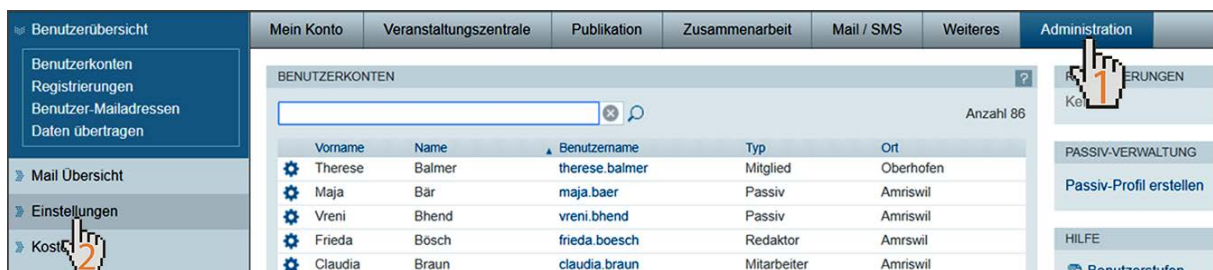 Benutzerübersicht
Benutzerkonten
Registrierungen
Benutzer-Mailadressen
Daten übertragen
Mail Übersicht
Einstellungen
2
Mein Konto Veranstaltungszentrale Publikation Zusammenarbeit Mail / SMS Weiteres Administration
1
BENUTZERKONTEN ?
Anzahl 86
Vorname Name Benutzername Typ Ort
Therese Balmer therese.balmer Mitglied Oberhofen
Maja Bär maja.baer Passiv Amriswil
Vreni Bhend vreni.bhend Passiv Amriswil
Frieda Bösch frieda.boesch Redaktor Amrswil
Claudia Braun claudia.braun Mitarbeiter Amriswil
PASSIV-VERWALTUNG
Passiv-Profil erstellen
HILFE
Benutzerstufen